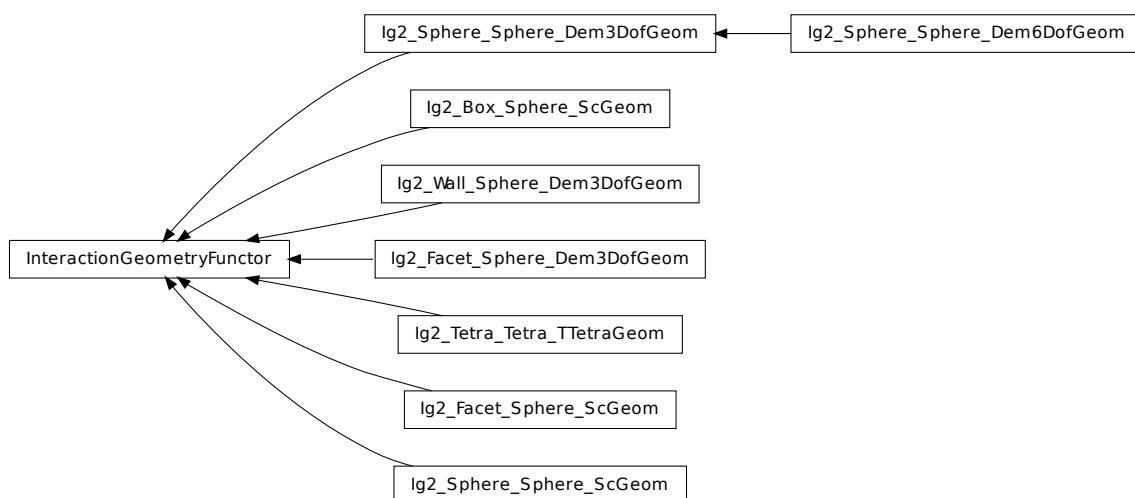 Ig2_Sphere_Sphere_Dem3DofGeom
Ig2_Sphere_Sphere_Dem6DofGeom
Ig2_Box_Sphere_ScGeom
Ig2_Wall_Sphere_Dem3DofGeom
InteractionGeometryFunctor
Ig2_Facet_Sphere_Dem3DofGeom
Ig2_Tetra_Tetra_TTetraGeom
Ig2_Facet_Sphere_ScGeom
Ig2_Sphere_Sphere_ScGeom